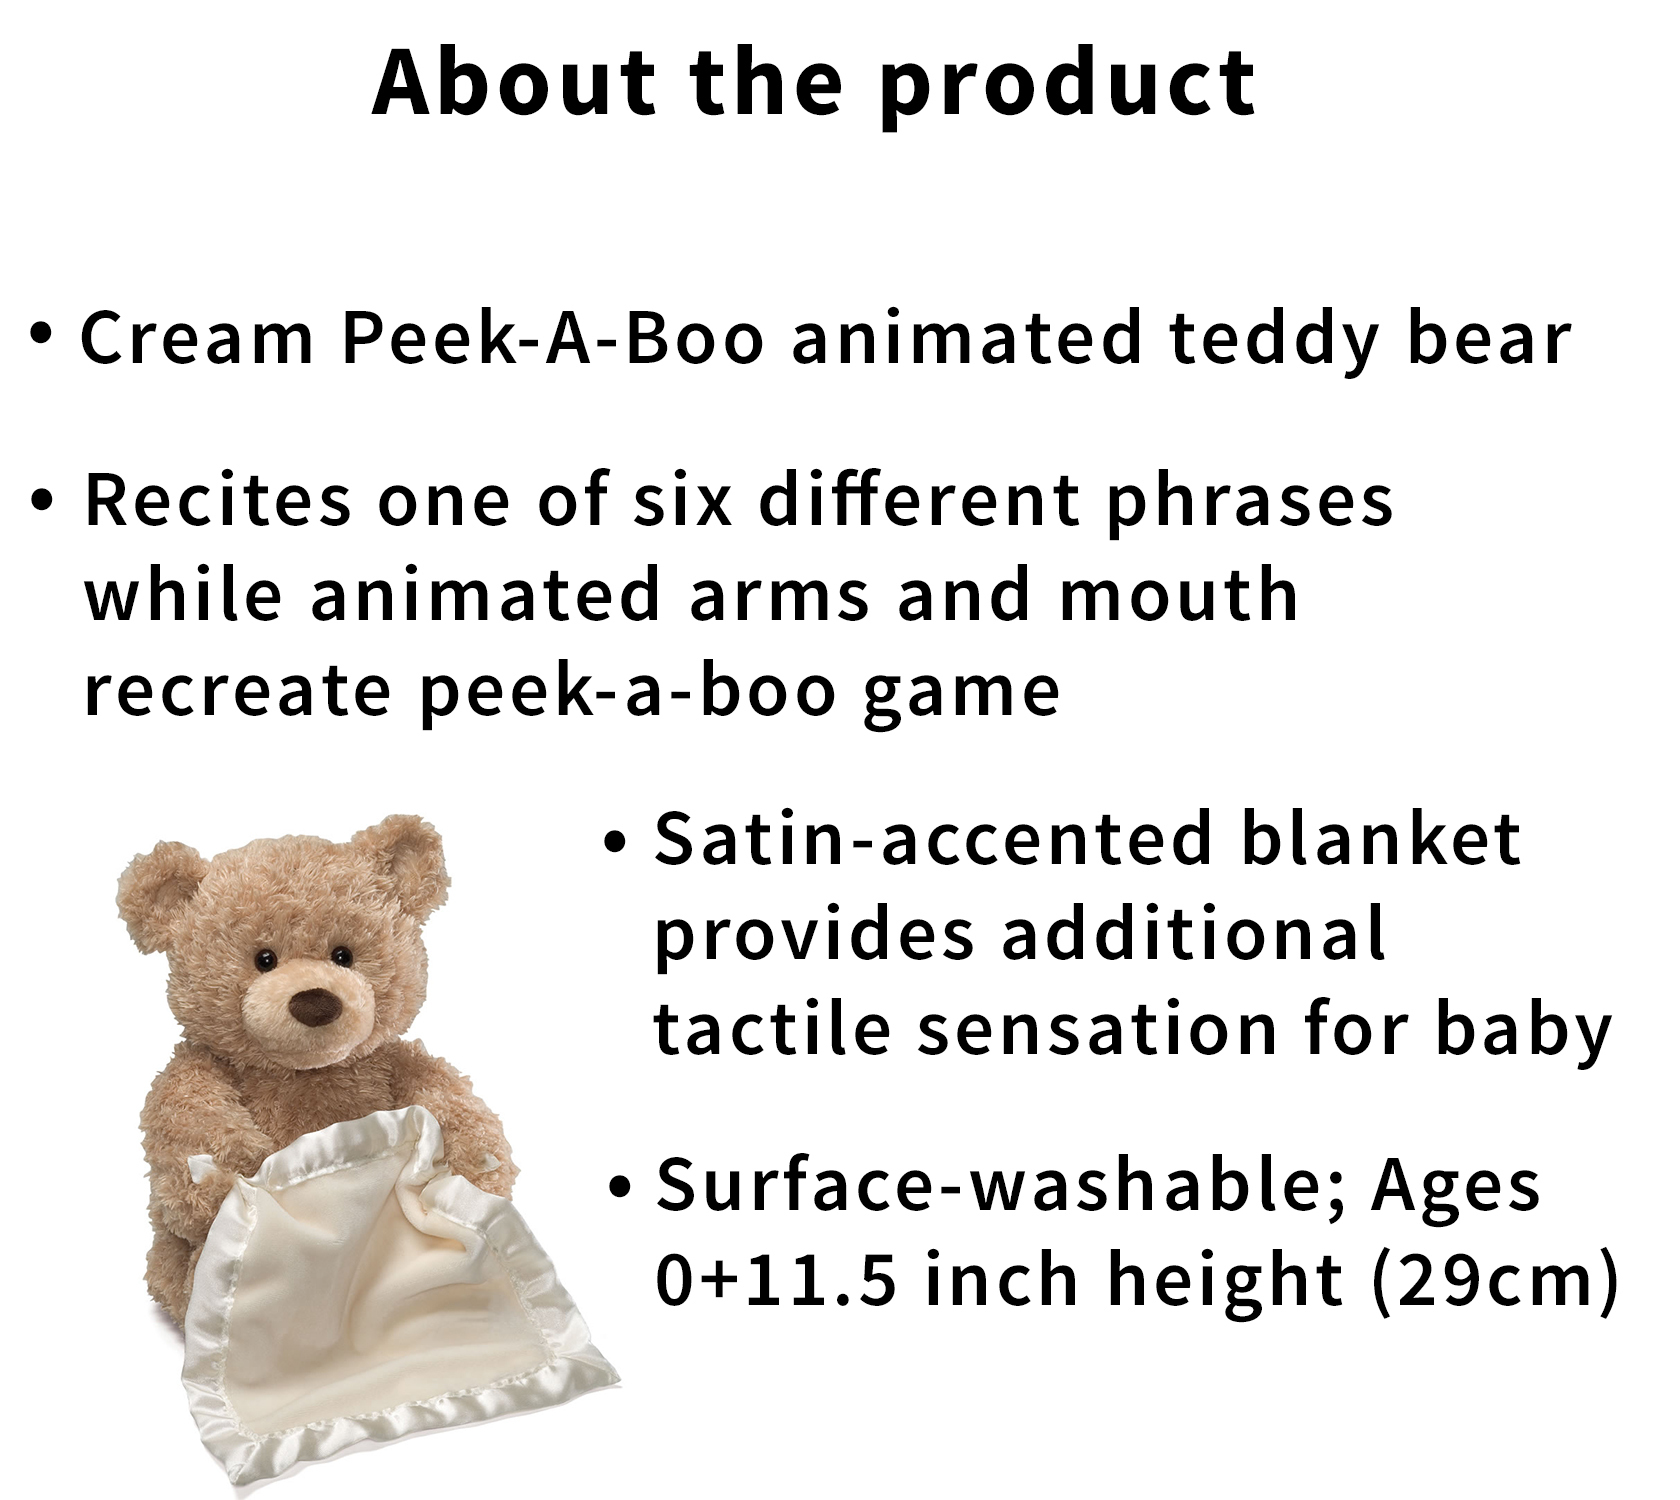 About the product
• Cream Peek-A-Boo animated teddy bear
• Recites one of six different phrases
while animated arms and mouth
recreate peek-a-boo game
• Satin-accented blanket
provides additional
tactile sensation for baby
• Surface-washable; Ages
0+11.5 inch height (29cm)